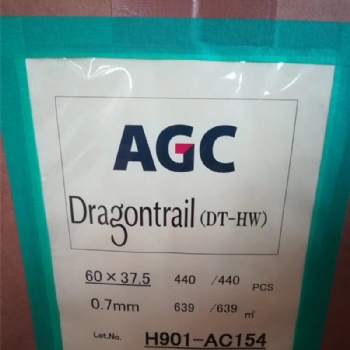 AGC
Dragontrail (DT-HW)
60×37.5 440 /440 PCS
0.7mm 639 /639 ㎡
Lot.No. H901-AC154